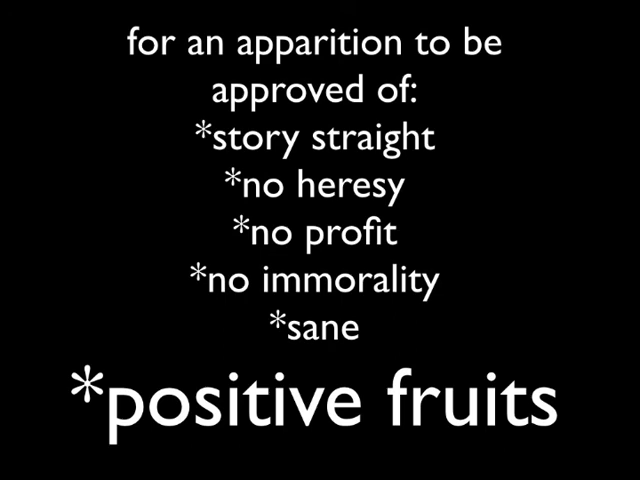 for an apparition to be
approved of:
*story straight
*no heresy
*no profit
*no immorality
*sane
*positive fruits